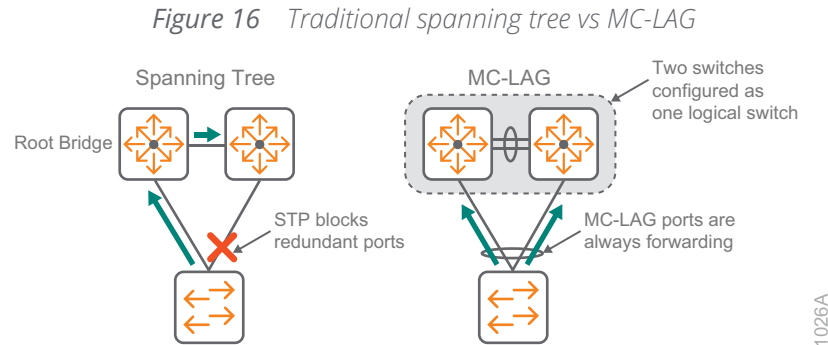 Figure 16 Traditional spanning tree vs MC-LAG
Spanning Tree
MC-LAG
Two switches
configured as
one logical switch
Root Bridge
STP blocks
redundant ports
MC-LAG ports are
always forwarding
1026A